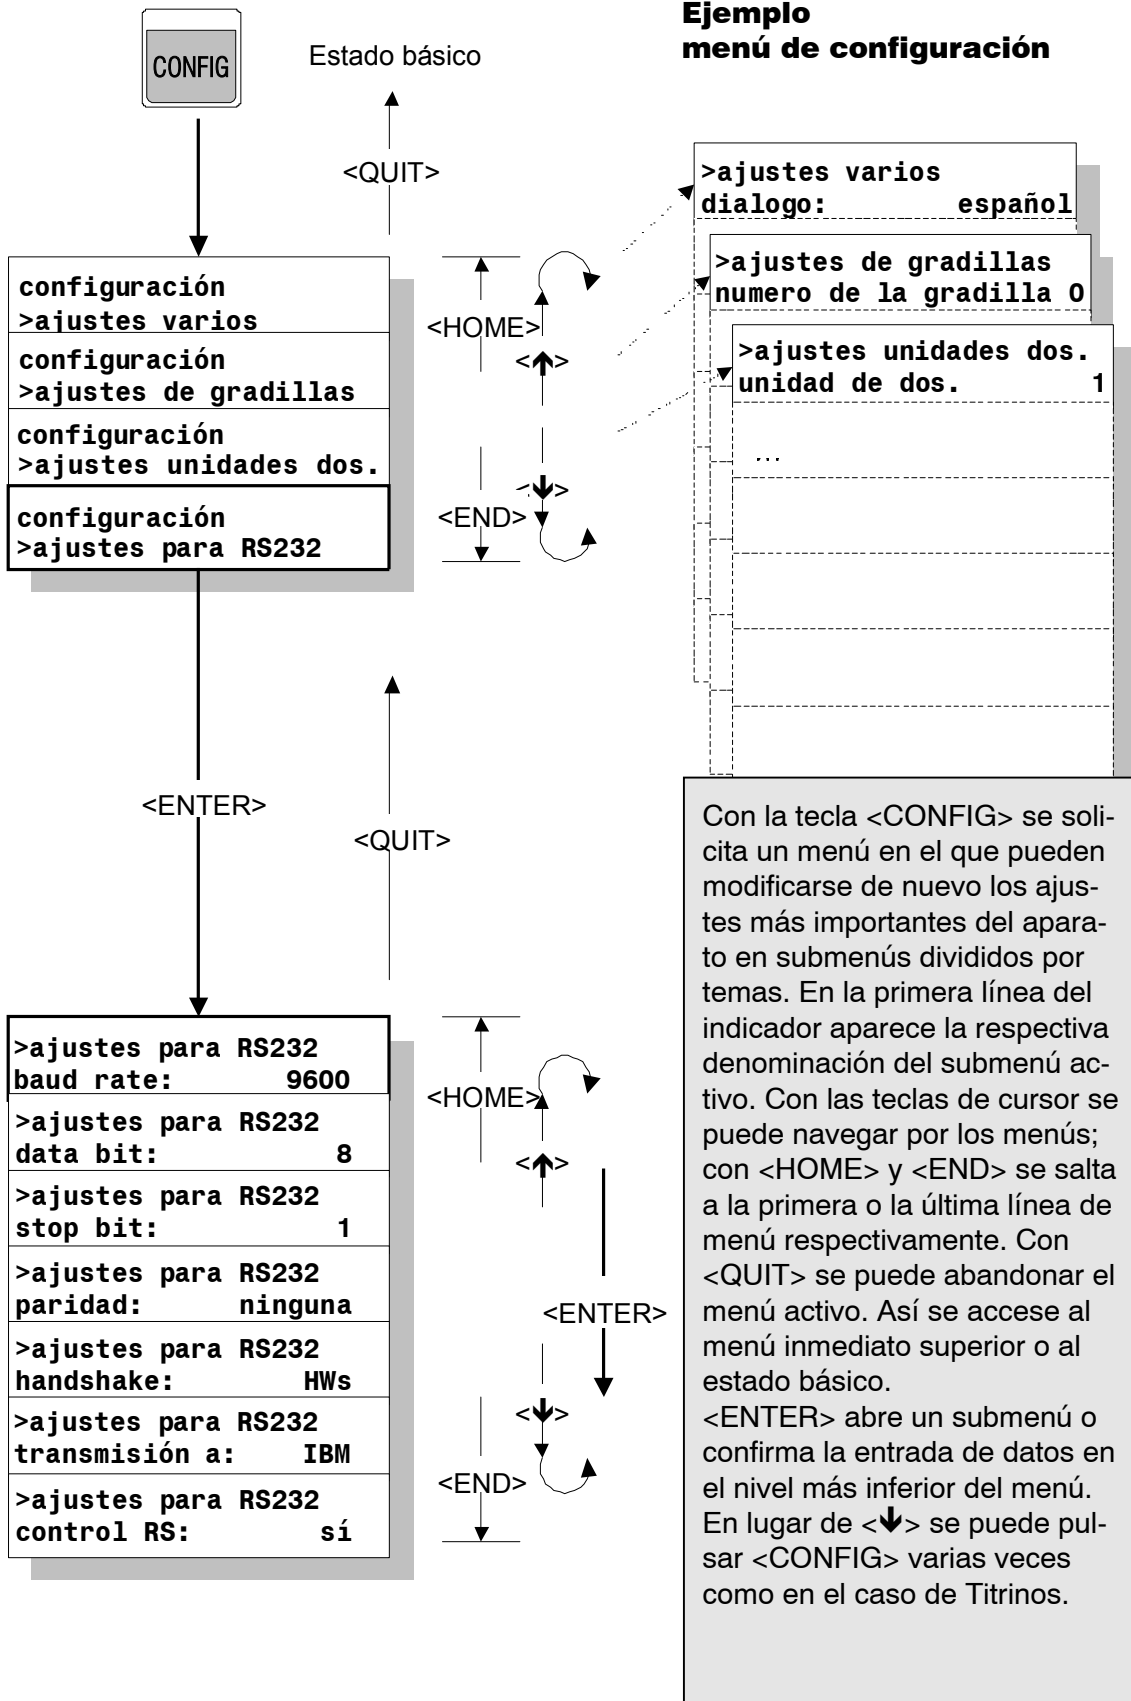 Ejemplo
menú de configuración
CONFIG
Estado básico
<QUIT>
configuración
>ajustes varios
configuración
>ajustes de gradillas
configuración
>ajustes unidades dos.
configuración
>ajustes para RS232
<HOME>
<↑>
<↓>
<END>
>ajustes varios
dialogo: español
>ajustes de gradillas
numero de la gradilla 0
>ajustes unidades dos.
unidad de dos. 1
...
<ENTER>
<QUIT>
>ajustes para RS232
baud rate: 9600
>ajustes para RS232
data bit: 8
>ajustes para RS232
stop bit: 1
>ajustes para RS232
paridad: ninguna
>ajustes para RS232
handshake: HWs
>ajustes para RS232
transmisión a: IBM
>ajustes para RS232
control RS: sí
<HOME>
<↑>
<ENTER>
<↓>
<END>
Con la tecla <CONFIG> se soli-
cita un menú en el que pueden
modificarse de nuevo los ajus-
tes más importantes del apara-
to en submenús divididos por
temas. En la primera línea del
indicador aparece la respectiva
denominación del submenú ac-
tivo. Con las teclas de cursor se
puede navegar por los menús;
con <HOME> y <END> se salta
a la primera o la última línea de
menú respectivamente. Con
<QUIT> se puede abandonar el
menú activo. Así se accese al
menú inmediato superior o al
estado básico.
<ENTER> abre un submenú o
confirma la entrada de datos en
el nivel más inferior del menú.
En lugar de <↓> se puede pul-
sar <CONFIG> varias veces
como en el caso de Titrinos.